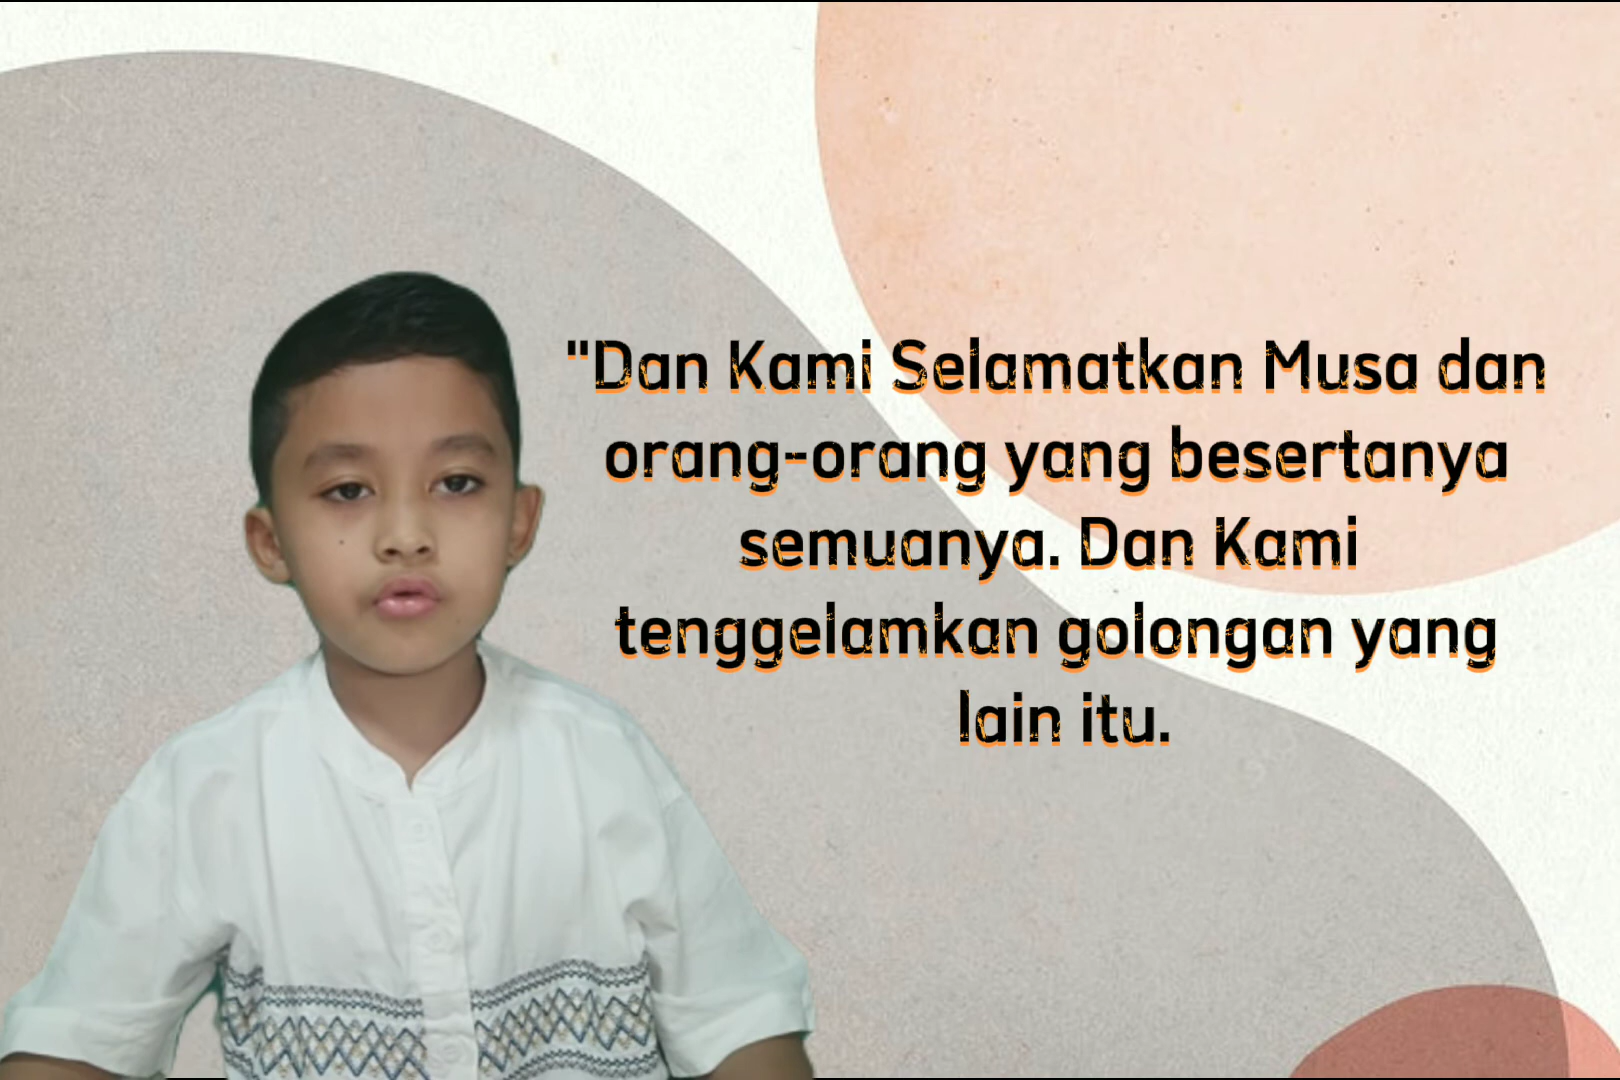 "Dan Kami Selamatkan Musa dan
orang-orang yang besertanya
semuanya. Dan Kami
tenggelamkan golongan yang
lain itu.